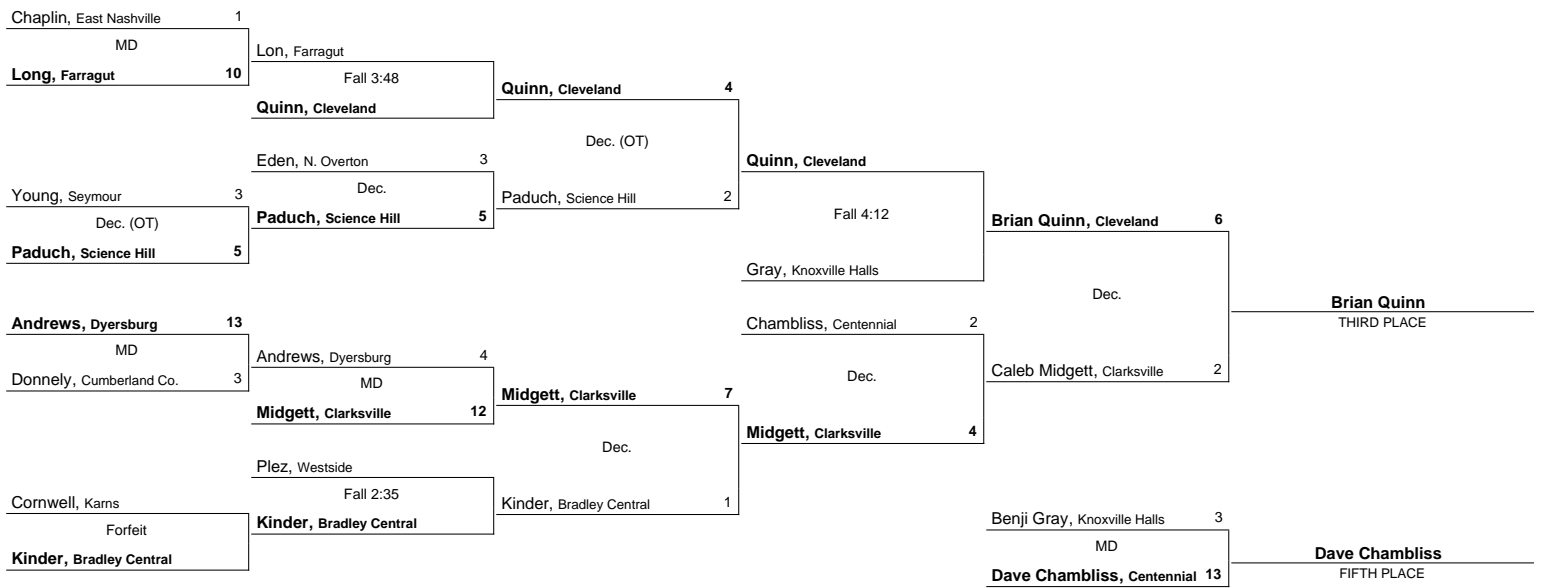 Chaplin, East Nashville 1
MD
Long, Farragut 10
Young, Seymour 3
Dec. (OT)
Paduch, Science Hill 5
Andrews, Dyersburg 13
MD
Donnely, Cumberland Co. 3
Cornwell, Karns
Forfeit
Kinder, Bradley Central
Lon, Farragut
Fall 3:48
Quinn, Cleveland
Eden, N. Overton 3
Dec.
Paduch, Science Hill 5
Andrews, Dyersburg 4
MD
Midgett, Clarksville 12
Plez, Westside
Fall 2:35
Kinder, Bradley Central
Quinn, Cleveland 4
Dec. (OT)
Paduch, Science Hill 2
Midgett, Clarksville 7
Dec.
Kinder, Bradley Central 1
Quinn, Cleveland
Fall 4:12
Gray, Knoxville Halls
Chambliss, Centennial 2
Dec.
Midgett, Clarksville 4
Brian Quinn, Cleveland 6
Dec.
Caleb Midgett, Clarksville 2
Benji Gray, Knoxville Halls 3
MD
Dave Chambliss, Centennial 13
Brian Quinn
THIRD PLACE
Dave Chambliss
FIFTH PLACE